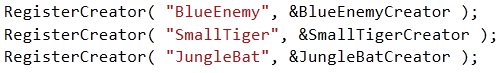 RegisterCreator( "BlueEnemy", &BlueEnemyCreator );
RegisterCreator( "SmallTiger", &SmallTigerCreator );
RegisterCreator( "JungleBat", &JungleBatCreator );